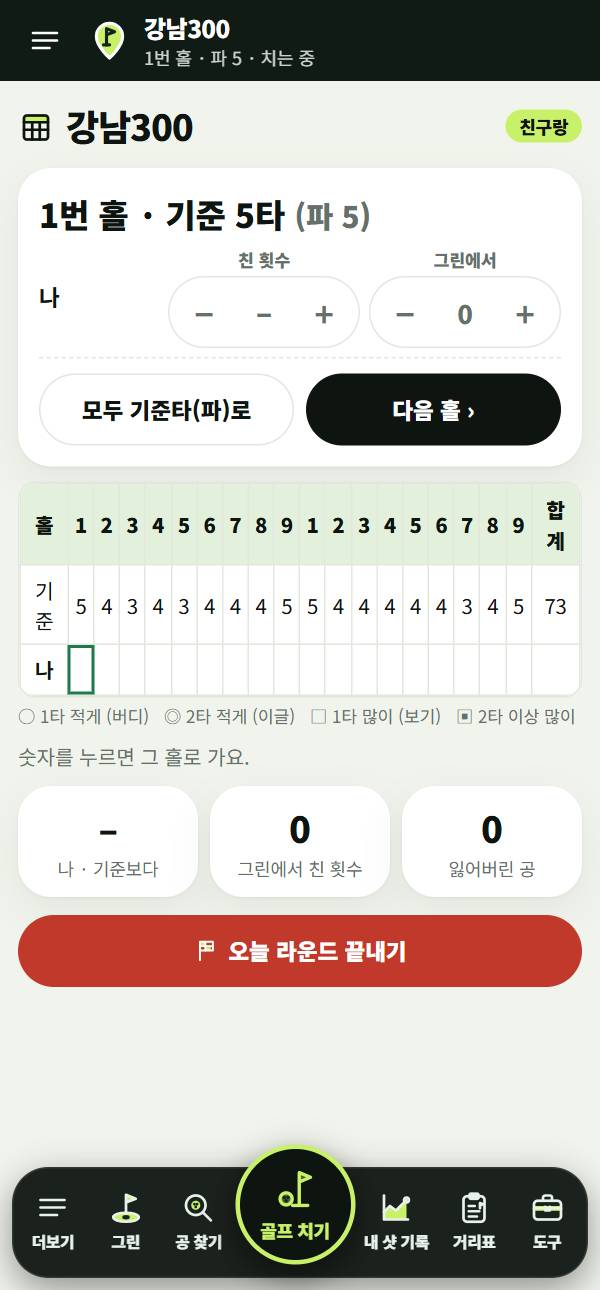 강남300
1번 홀 · 파 5 · 치는 중
강남300
친구랑
1번 홀 · 기준 5타 (파 5)
친 횟수 그린에서
나 − – + − 0 +
모두 기준타(파)로 다음 홀 ›
홀 1 2 3 4 5 6 7 8 9 1 2 3 4 5 6 7 8 9 합계
기준 5 4 3 4 3 4 4 4 5 5 4 4 4 4 4 3 4 5 73
나
○ 1타 적게 (버디) ◎ 2타 적게 (이글) □ 1타 많이 (보기) ▣ 2타 이상 많이
숫자를 누르면 그 홀로 가요.
– 0 0
나 · 기준보다 그린에서 친 횟수 잃어버린 공
오늘 라운드 끝내기
더보기 그린 공 찾기 골프 치기 내 샷 기록 거리표 도구